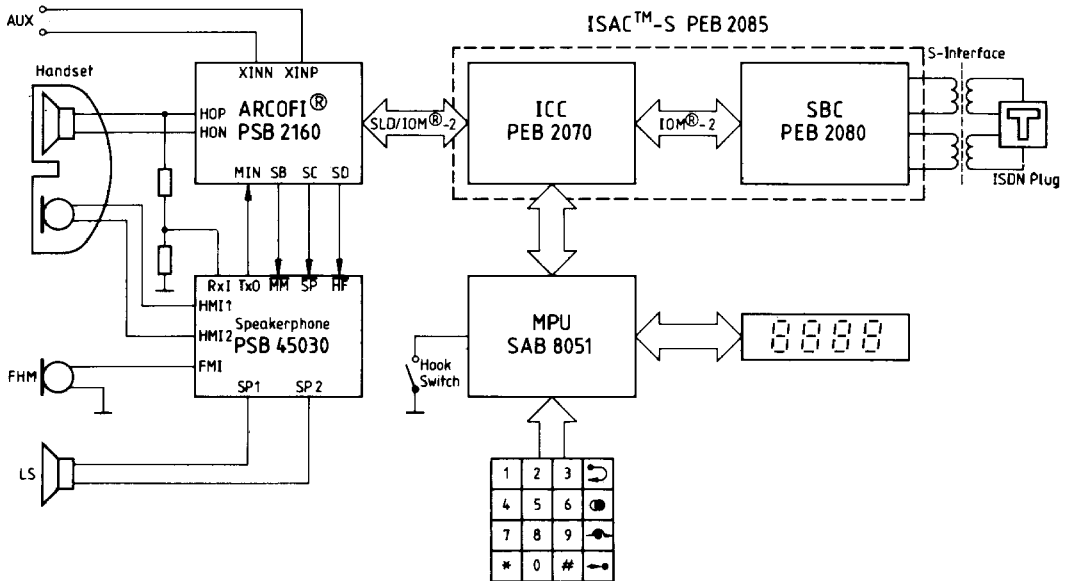 AUX
Handset
XINN XINP
HOP
HON
ARCOFI®
PSB 2160
MIN SB SC SD
SLD/IOM®-2
ISAC™-S PEB 2085
ICC
PEB 2070
IOM®-2
SBC
PEB 2080
S-Interface
T
ISDN Plug
RxI TxO MM SP HF
HMI1
HMI2
FMI
Speakerphone
PSB 45030
SP1 SP2
FHM
LS
Hook
Switch
MPU
SAB 8051
8888
1 2 3
4 5 6
7 8 9
* 0 #